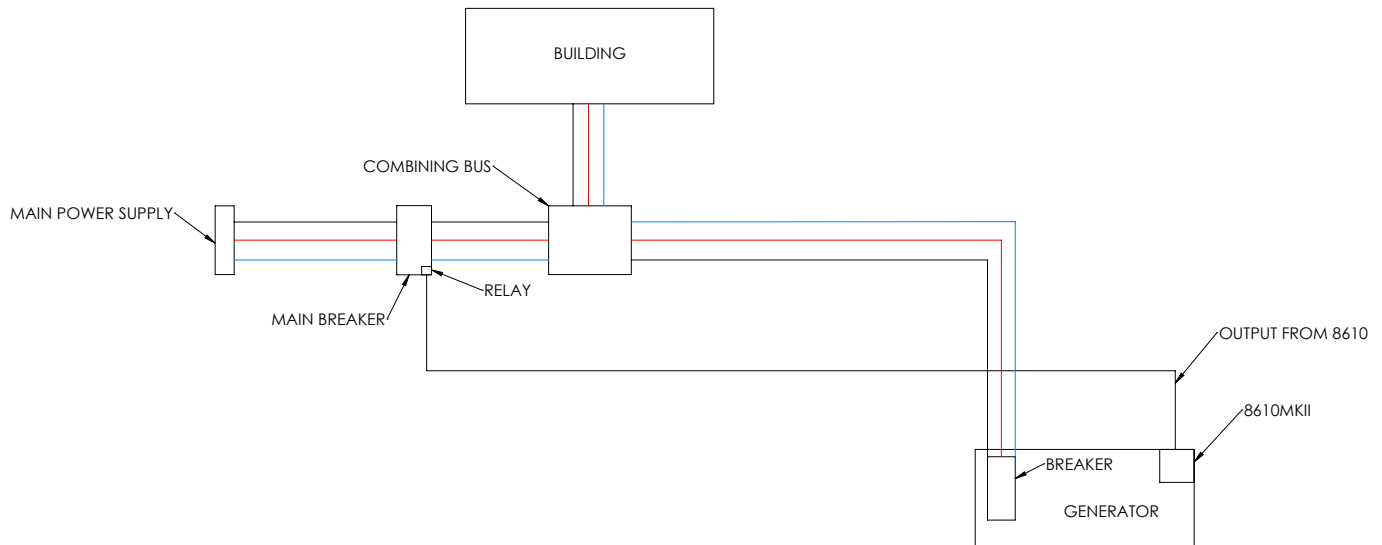 BUILDING
COMBINING BUS
MAIN POWER SUPPLY
RELAY
MAIN BREAKER
OUTPUT FROM 8610
8610MKII
BREAKER
GENERATOR